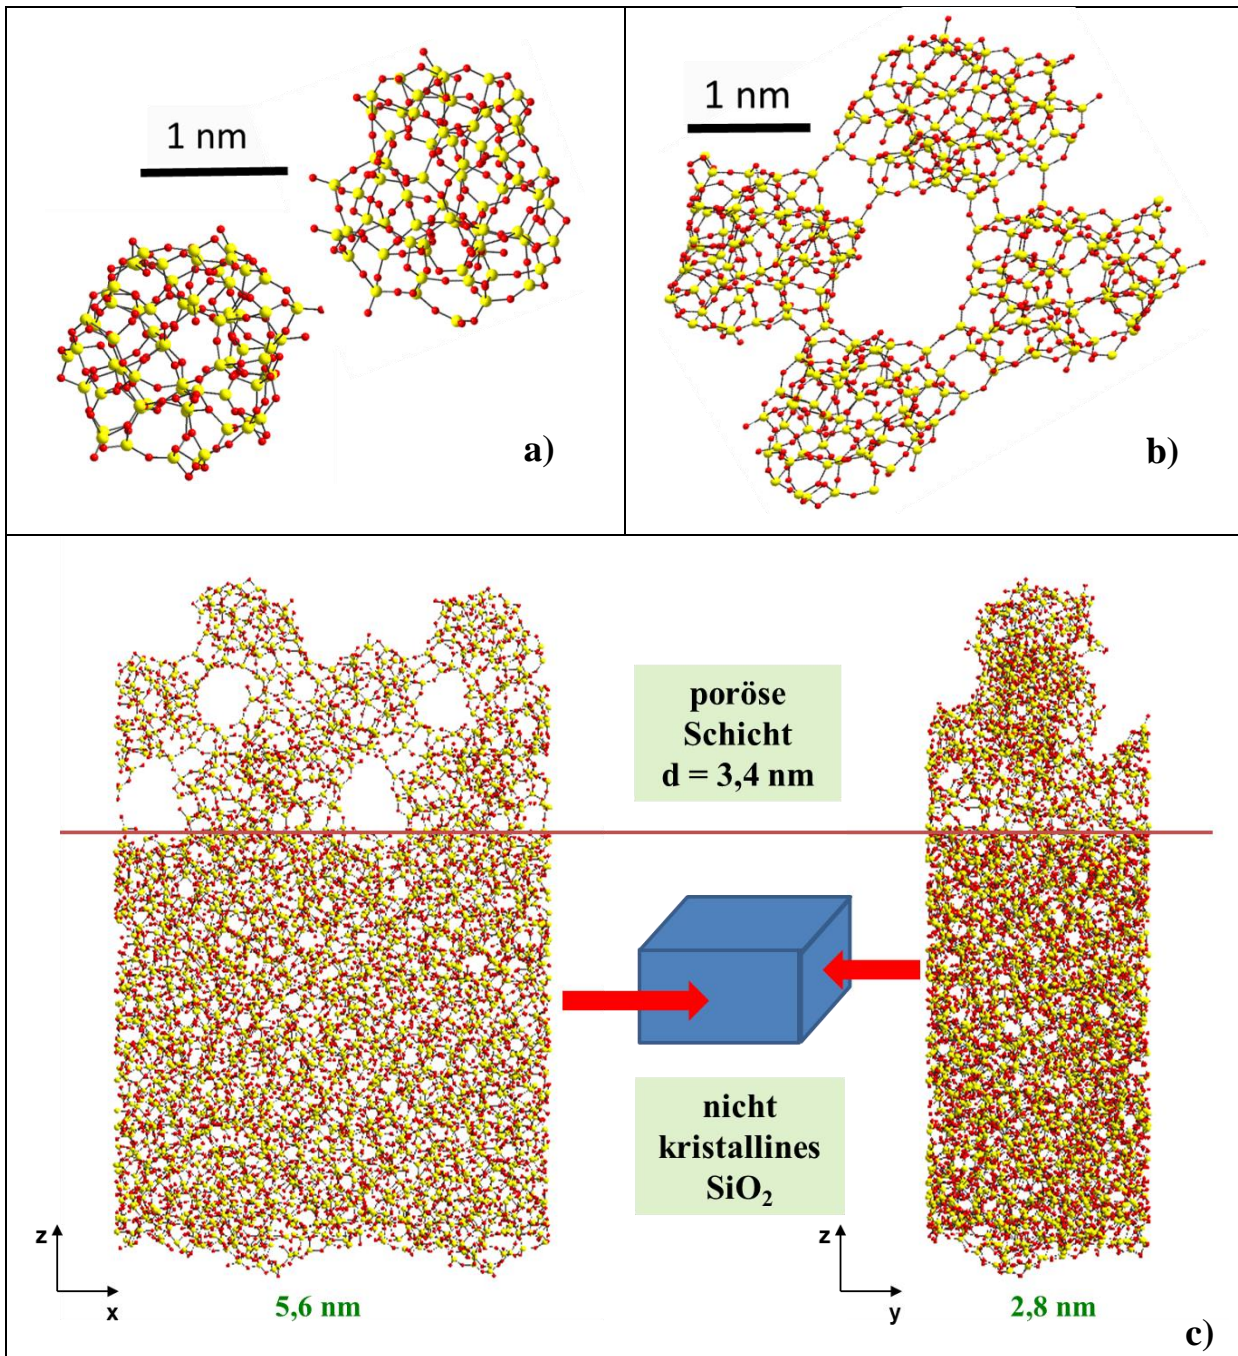 1 nm
a)
1 nm
b)
poröse
Schicht
d = 3,4 nm
nicht
kristallines
SiO₂
z
x
5,6 nm
z
y
2,8 nm
c)